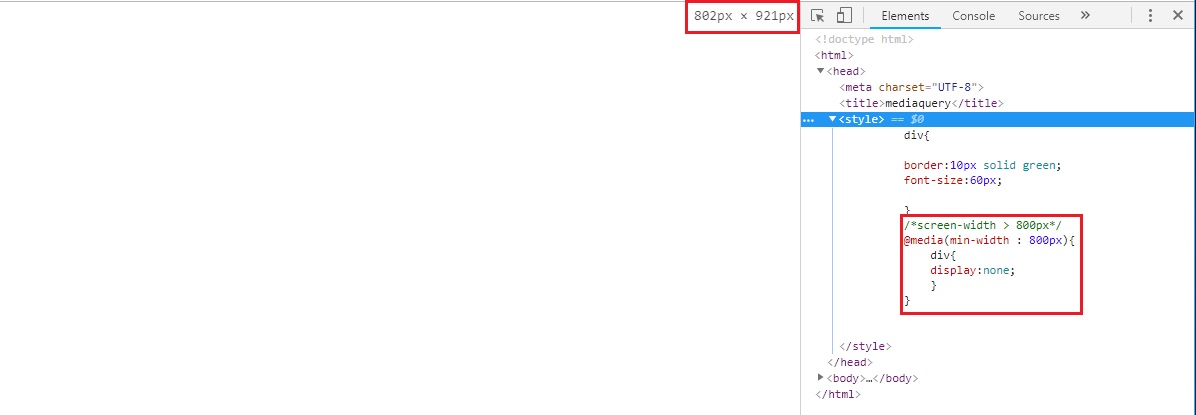 802px × 921px
Elements Console Sources »
<!doctype html>
<html>
<head>
<meta charset="UTF-8">
<title>mediaquery</title>
<style> == $0
div{
border:10px solid green;
font-size:60px;
}
/*screen-width > 800px*/
@media(min-width : 800px){
div{
display:none;
}
}
</style>
</head>
<body>…</body>
</html>